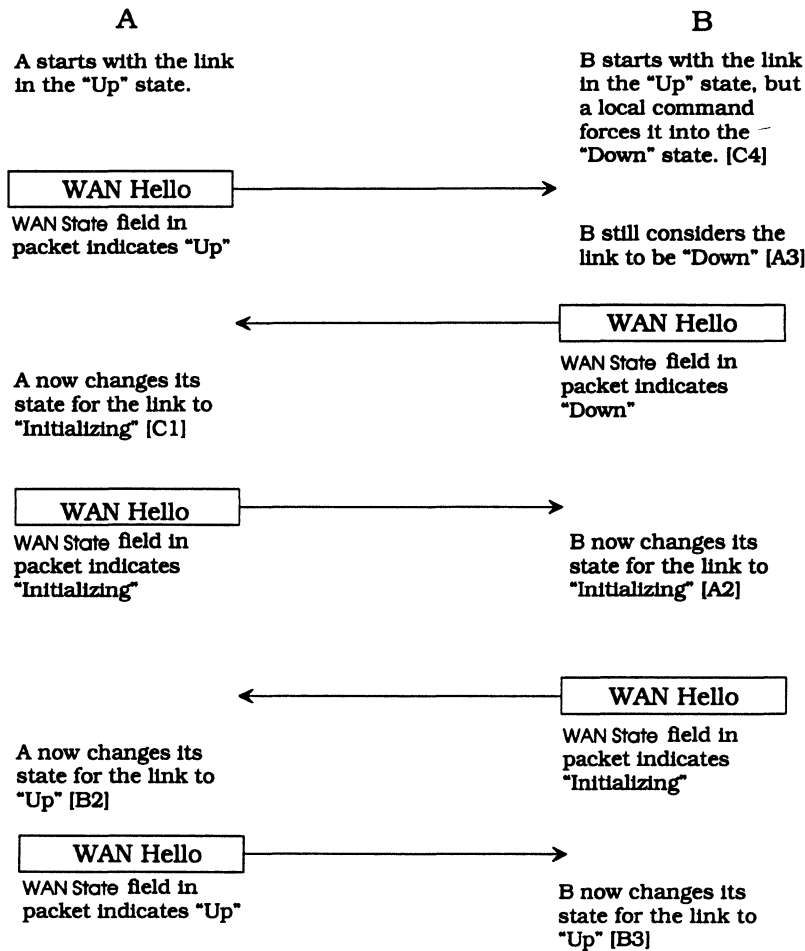 A
B
A starts with the link
in the “Up” state.
B starts with the link
in the “Up” state, but
a local command
forces it into the
“Down” state. [C4]
WAN Hello
WAN State field in
packet indicates “Up”
B still considers the
link to be “Down” [A3]
WAN Hello
WAN State field in
packet indicates
“Down”
A now changes its
state for the link to
“Initializing” [C1]
WAN Hello
WAN State field in
packet indicates
“Initializing”
B now changes its
state for the link to
“Initializing” [A2]
WAN Hello
WAN State field in
packet indicates
“Initializing”
A now changes its
state for the link to
“Up” [B2]
WAN Hello
WAN State field in
packet indicates “Up”
B now changes its
state for the link to
“Up” [B3]